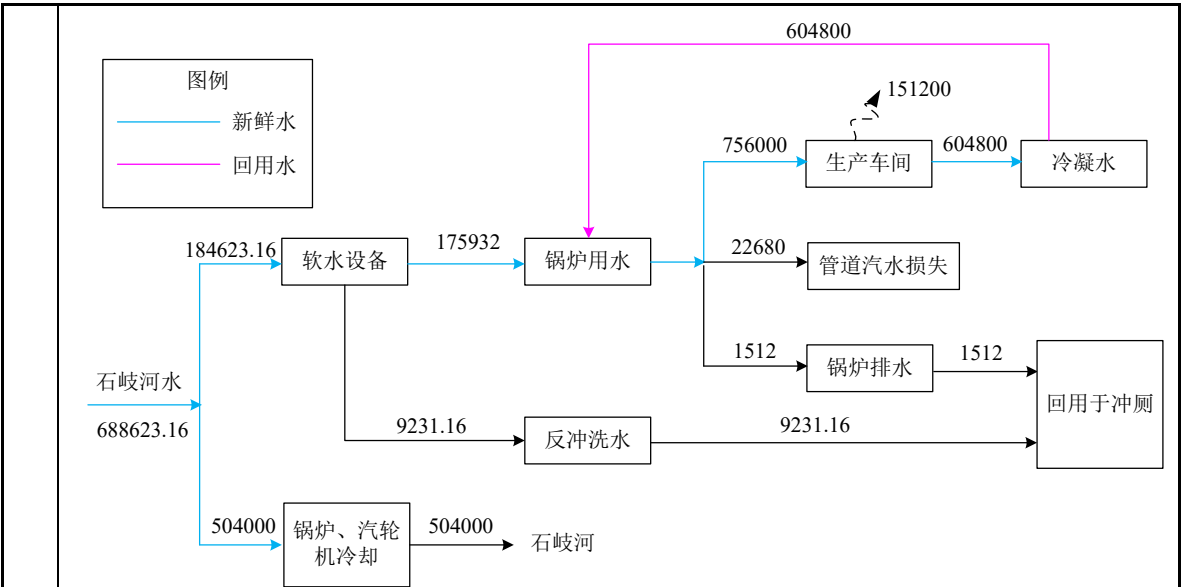 604800
图例
新鲜水
回用水
151200
756000
生产车间
604800
冷凝水
184623.16
软水设备
175932
锅炉用水
22680
管道汽水损失
1512
锅炉排水
1512
回用于冲厕
石岐河水
688623.16
9231.16
反冲洗水
9231.16
504000
锅炉、汽轮
机冷却
504000
石岐河